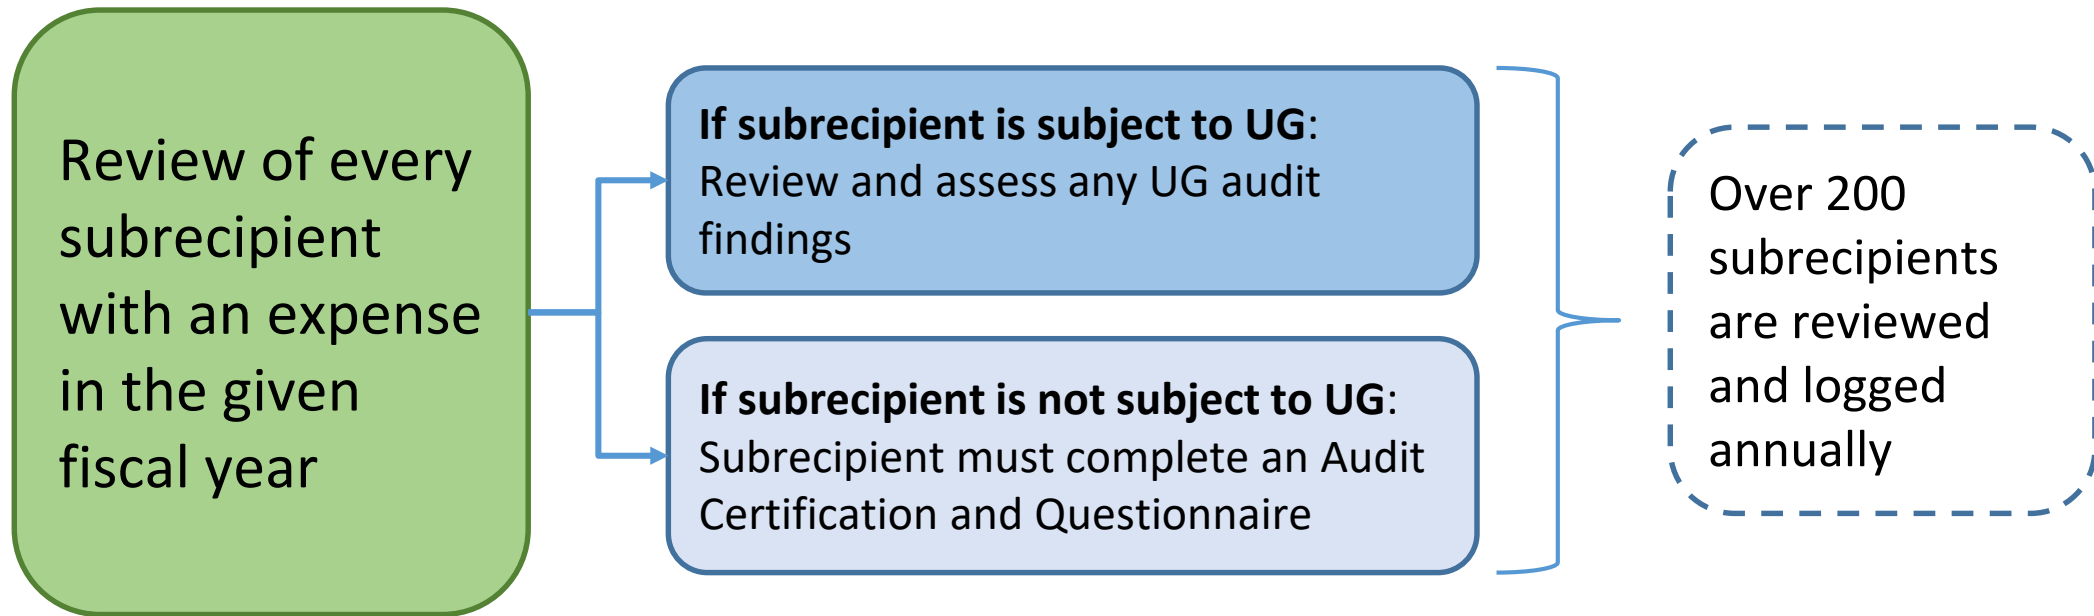 Review of every
subrecipient
with an expense
in the given
fiscal year
If subrecipient is subject to UG:
Review and assess any UG audit
findings
If subrecipient is not subject to UG:
Subrecipient must complete an Audit
Certification and Questionnaire
Over 200
subrecipients
are reviewed
and logged
annually